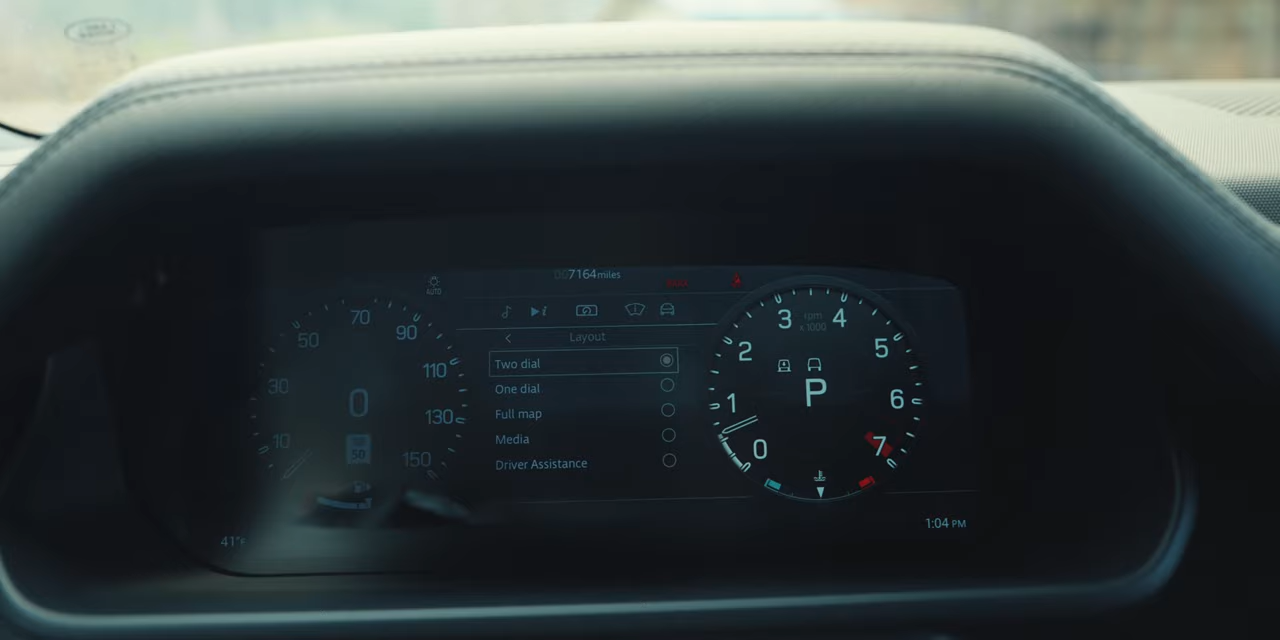 7164 miles
AUTO
Layout
Two dial
One dial
Full map
Media
Driver Assistance
10
30
50
70
90
110
130
150
0
50
0
1
2
3
4
5
6
7
rpm
x 1000
P
41°F
1:04 PM